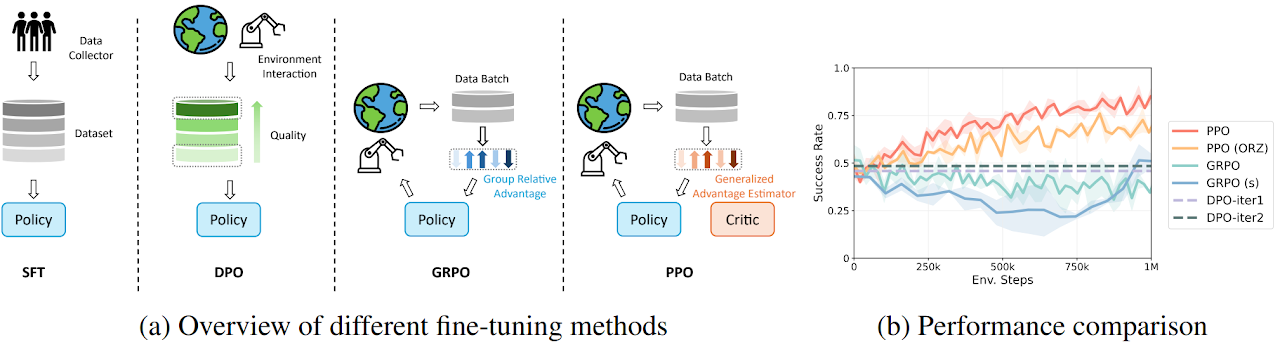 Data
Collector
Dataset
Policy
SFT
Environment
Interaction
Quality
Policy
DPO
Data Batch
Group Relative
Advantage
Policy
GRPO
Data Batch
Generalized
Advantage Estimator
Policy
Critic
PPO
(a) Overview of different fine-tuning methods
Success Rate
1.0
0.75
0.5
0.25
0
0
250k
500k
750k
1M
Env. Steps
PPO
PPO (ORZ)
GRPO
GRPO (s)
DPO-iter1
DPO-iter2
(b) Performance comparison